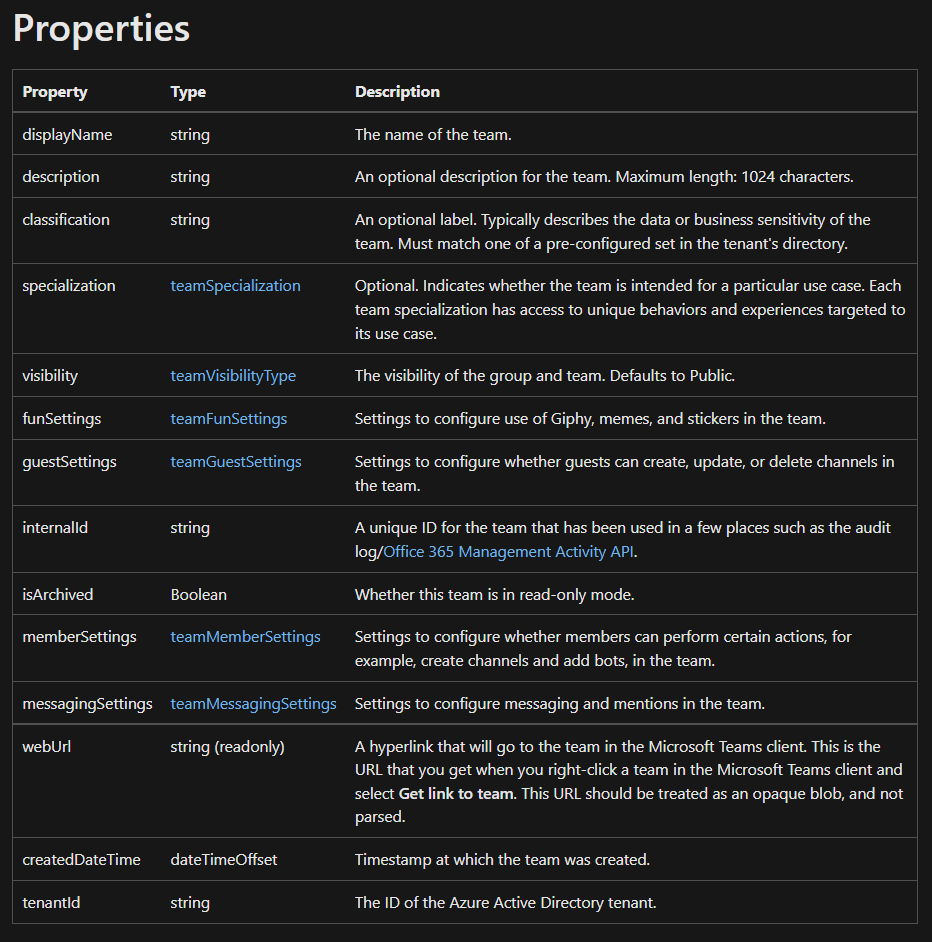 Properties
Property Type Description
displayName string The name of the team.
description string An optional description for the team. Maximum length: 1024 characters.
classification string An optional label. Typically describes the data or business sensitivity of the
team. Must match one of a pre-configured set in the tenant's directory.
specialization teamSpecialization Optional. Indicates whether the team is intended for a particular use case. Each
team specialization has access to unique behaviors and experiences targeted to
its use case.
visibility teamVisibilityType The visibility of the group and team. Defaults to Public.
funSettings teamFunSettings Settings to configure use of Giphy, memes, and stickers in the team.
guestSettings teamGuestSettings Settings to configure whether guests can create, update, or delete channels in
the team.
internalId string A unique ID for the team that has been used in a few places such as the audit
log/Office 365 Management Activity API.
isArchived Boolean Whether this team is in read-only mode.
memberSettings teamMemberSettings Settings to configure whether members can perform certain actions, for
example, create channels and add bots, in the team.
messagingSettings teamMessagingSettings Settings to configure messaging and mentions in the team.
webUrl string (readonly) A hyperlink that will go to the team in the Microsoft Teams client. This is the
URL that you get when you right-click a team in the Microsoft Teams client and
select Get link to team. This URL should be treated as an opaque blob, and not
parsed.
createdDateTime dateTimeOffset Timestamp at which the team was created.
tenantId string The ID of the Azure Active Directory tenant.